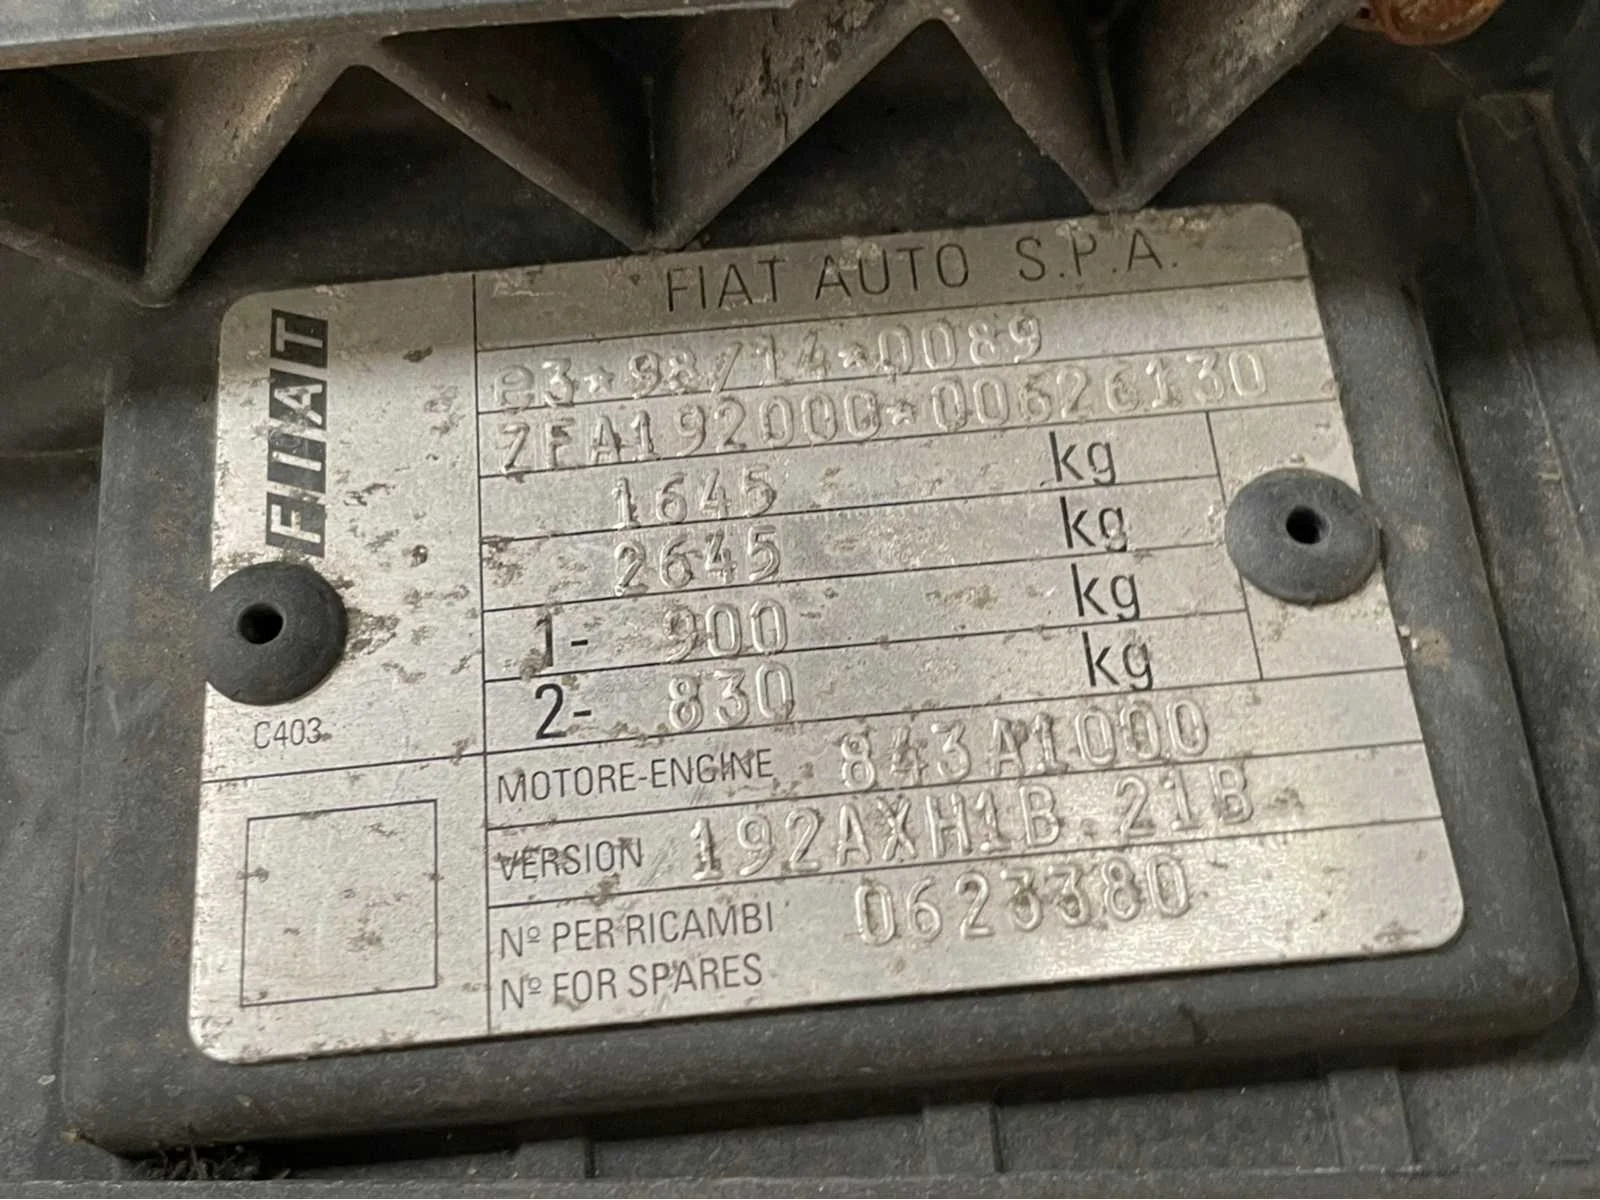 FIAT AUTO S.P.A.
FIAT
e3*98/14*0089
ZFA192000*00626130
1645 kg
2645 kg
1- 900 kg
2- 830 kg
C403
MOTORE-ENGINE 843A1000
VERSION 192AXH1B 21B
Nº PER RICAMBI 0623380
Nº FOR SPARES